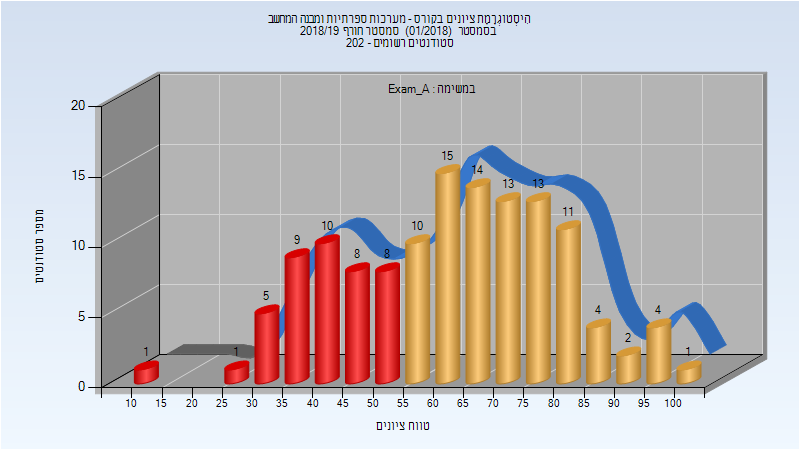 היסטוגרמת ציונים בקורס - מערכות ספרתיות ומבנה המחשב
בסמסטר (01/2018) סמסטר חורף 2018/19
סטודנטים רשומים - 202
במשימה : Exam_A
מספר סטודנטים
20
15
10
5
0
1 1 5 9 10 8 8 10 15 14 13 13 11 4 2 4 1
10 15 20 25 30 35 40 45 50 55 60 65 70 75 80 85 90 95 100
טווח ציונים